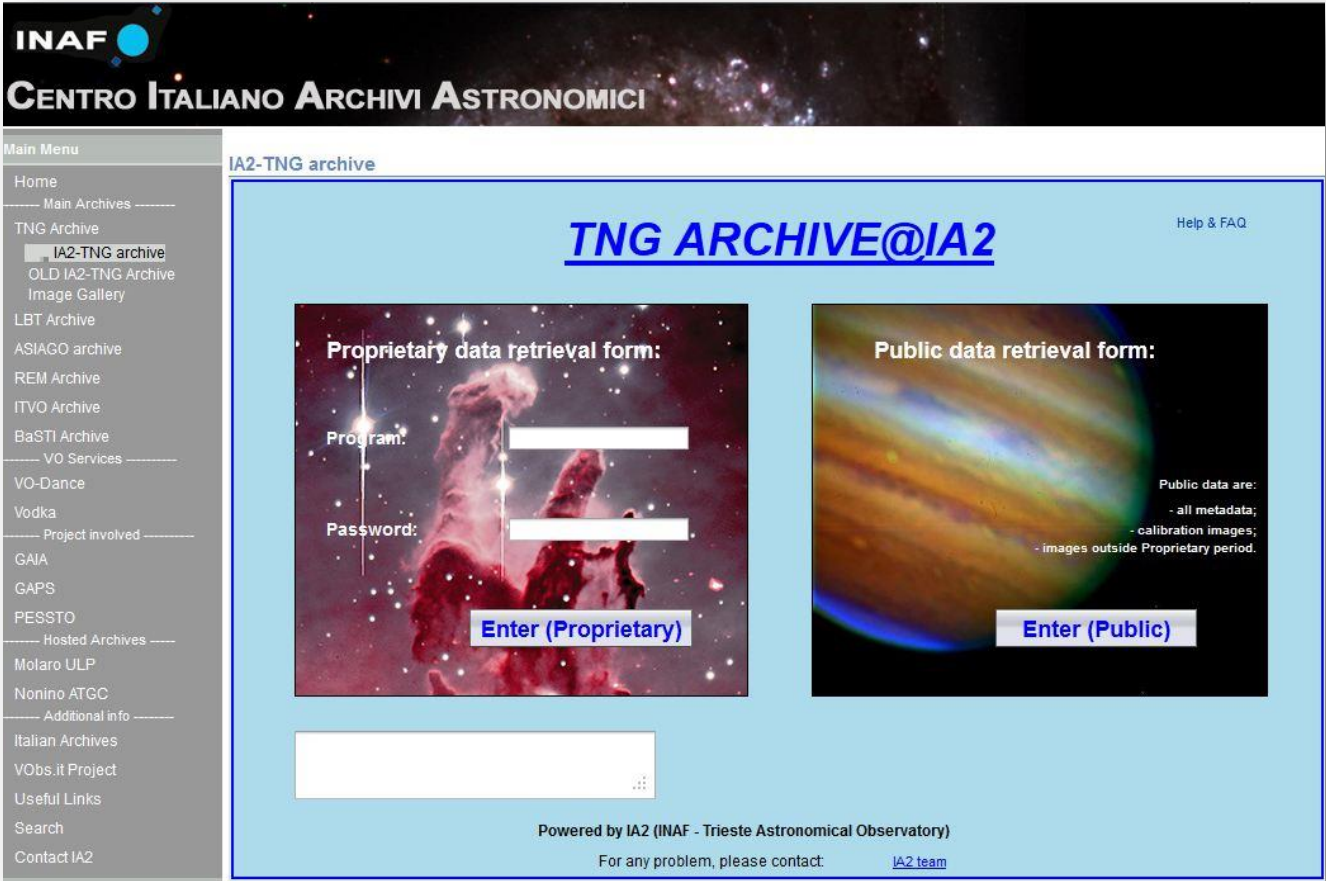 INAF
CENTRO ITALIANO ARCHIVI ASTRONOMICI
Main Menu
Home
------- Main Archives --------
TNG Archive
IA2-TNG archive
OLD IA2-TNG Archive
Image Gallery
LBT Archive
ASIAGO archive
REM Archive
ITVO Archive
BaSTI Archive
------- VO Services ----------
VO-Dance
Vodka
------- Project involved ----------
GAIA
GAPS
PESSTO
------- Hosted Archives -----
Molaro ULP
Nonino ATGC
------- Additional info --------
Italian Archives
VObs.it Project
Useful Links
Search
Contact IA2
IA2-TNG archive
TNG ARCHIVE@IA2
Help & FAQ
Proprietary data retrieval form:
Program:
Password:
Enter (Proprietary)
Public data retrieval form:
Public data are:
- all metadata;
- calibration images;
- images outside Proprietary period.
Enter (Public)
Powered by IA2 (INAF - Trieste Astronomical Observatory)
For any problem, please contact: IA2 team